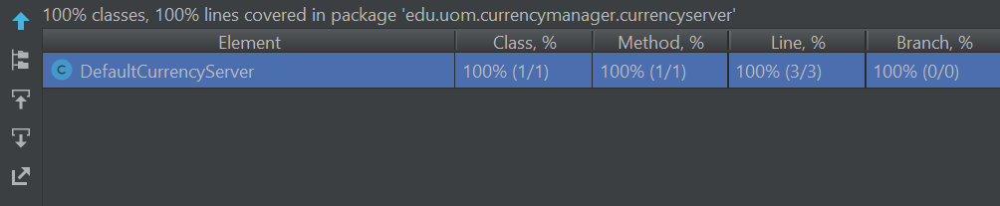 100% classes, 100% lines covered in package 'edu.uom.currencymanager.currencyserver'
Element Class, % Method, % Line, % Branch, %
C DefaultCurrencyServer 100% (1/1) 100% (1/1) 100% (3/3) 100% (0/0)